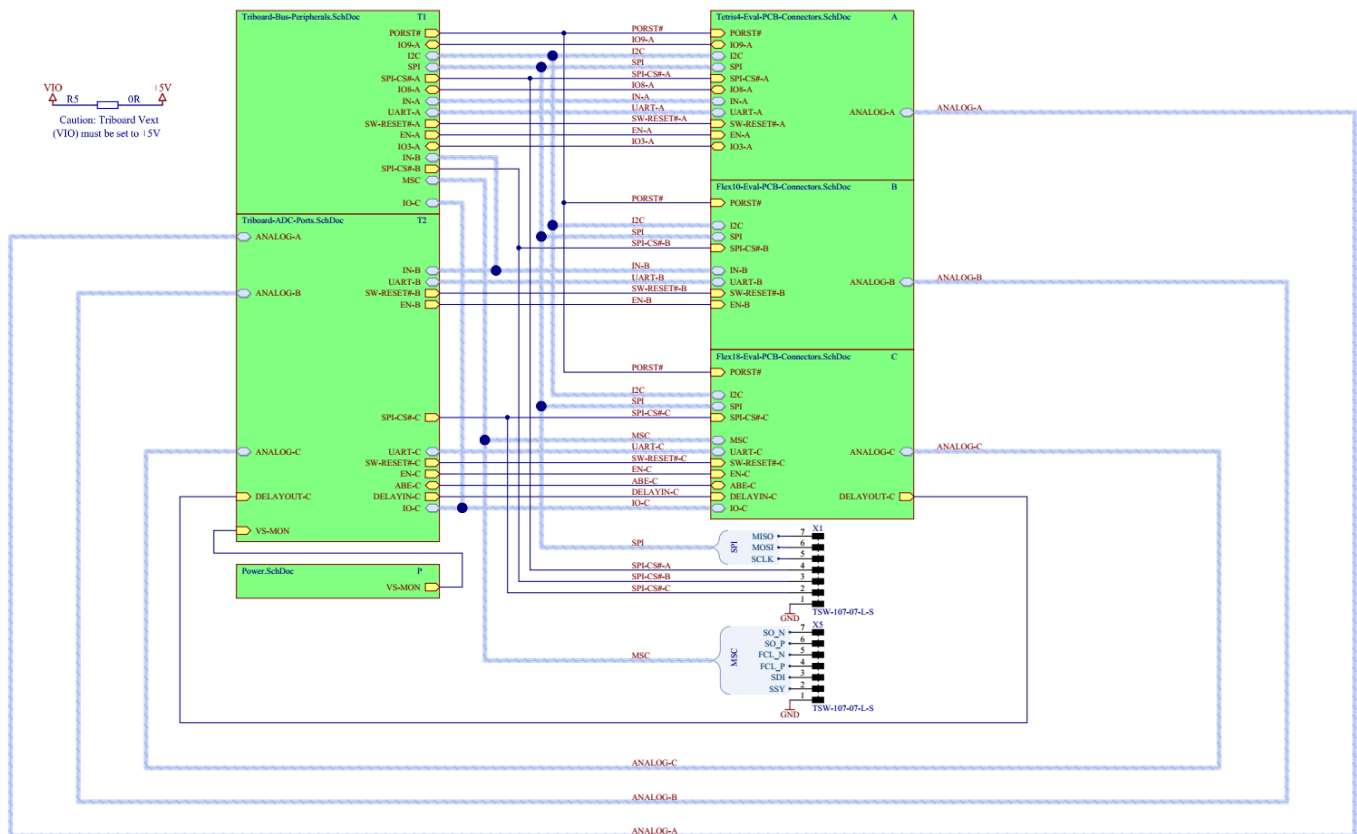 Triboard-Bus-Peripherals.SchDoc T1
PORST#
IO9-A
I2C
SPI
SPI-CS#-A
IO8-A
IN-A
UART-A
SW-RESET#-A
EN-A
IO3-A
IN-B
SPI-CS#-B
MSC
IO-C
VIO +5V
R5 0R
Caution: Triboard Vext
(VIO) must be set to +5V
Triboard-ADC-Ports.SchDoc T2
ANALOG-A
IN-B
UART-B
ANALOG-B
SW-RESET#-B
EN-B
SPI-CS#-C
ANALOG-C
UART-C
SW-RESET#-C
EN-C
ABE-C
DELAYOUT-C
DELAYIN-C
IO-C
VS-MON
Power.SchDoc P
VS-MON
PORST#
IO9-A
I2C
SPI
SPI-CS#-A
IO8-A
IN-A
UART-A
SW-RESET#-A
EN-A
IO3-A
PORST#
I2C
SPI
SPI-CS#-B
IN-B
UART-B
SW-RESET#-B
EN-B
PORST#
I2C
SPI
SPI-CS#-C
MSC
UART-C
SW-RESET#-C
EN-C
ABE-C
DELAYIN-C
IO-C
SPI
SPI-CS#-A
SPI-CS#-B
SPI-CS#-C
MSC
Tetris4-Eval-PCB-Connectors.SchDoc A
PORST#
IO9-A
I2C
SPI
SPI-CS#-A
IO8-A
IN-A
UART-A
ANALOG-A
SW-RESET#-A
EN-A
IO3-A
ANALOG-A
Flex10-Eval-PCB-Connectors.SchDoc B
PORST#
I2C
SPI
SPI-CS#-B
IN-B
UART-B
ANALOG-B
SW-RESET#-B
EN-B
ANALOG-B
Flex18-Eval-PCB-Connectors.SchDoc C
PORST#
I2C
SPI
SPI-CS#-C
MSC
UART-C
ANALOG-C
SW-RESET#-C
EN-C
ABE-C
DELAYIN-C
DELAYOUT-C
IO-C
ANALOG-C
X1
SPI
MISO 7
MOSI 6
SCLK 5
4
3
2
1
GND
TSW-107-07-L-S
X5
MSC
SO_N 7
SO_P 6
FCL_N 5
FCL_P 4
SDI 3
SSY 2
1
GND
TSW-107-07-L-S
ANALOG-C
ANALOG-B
ANALOG-A